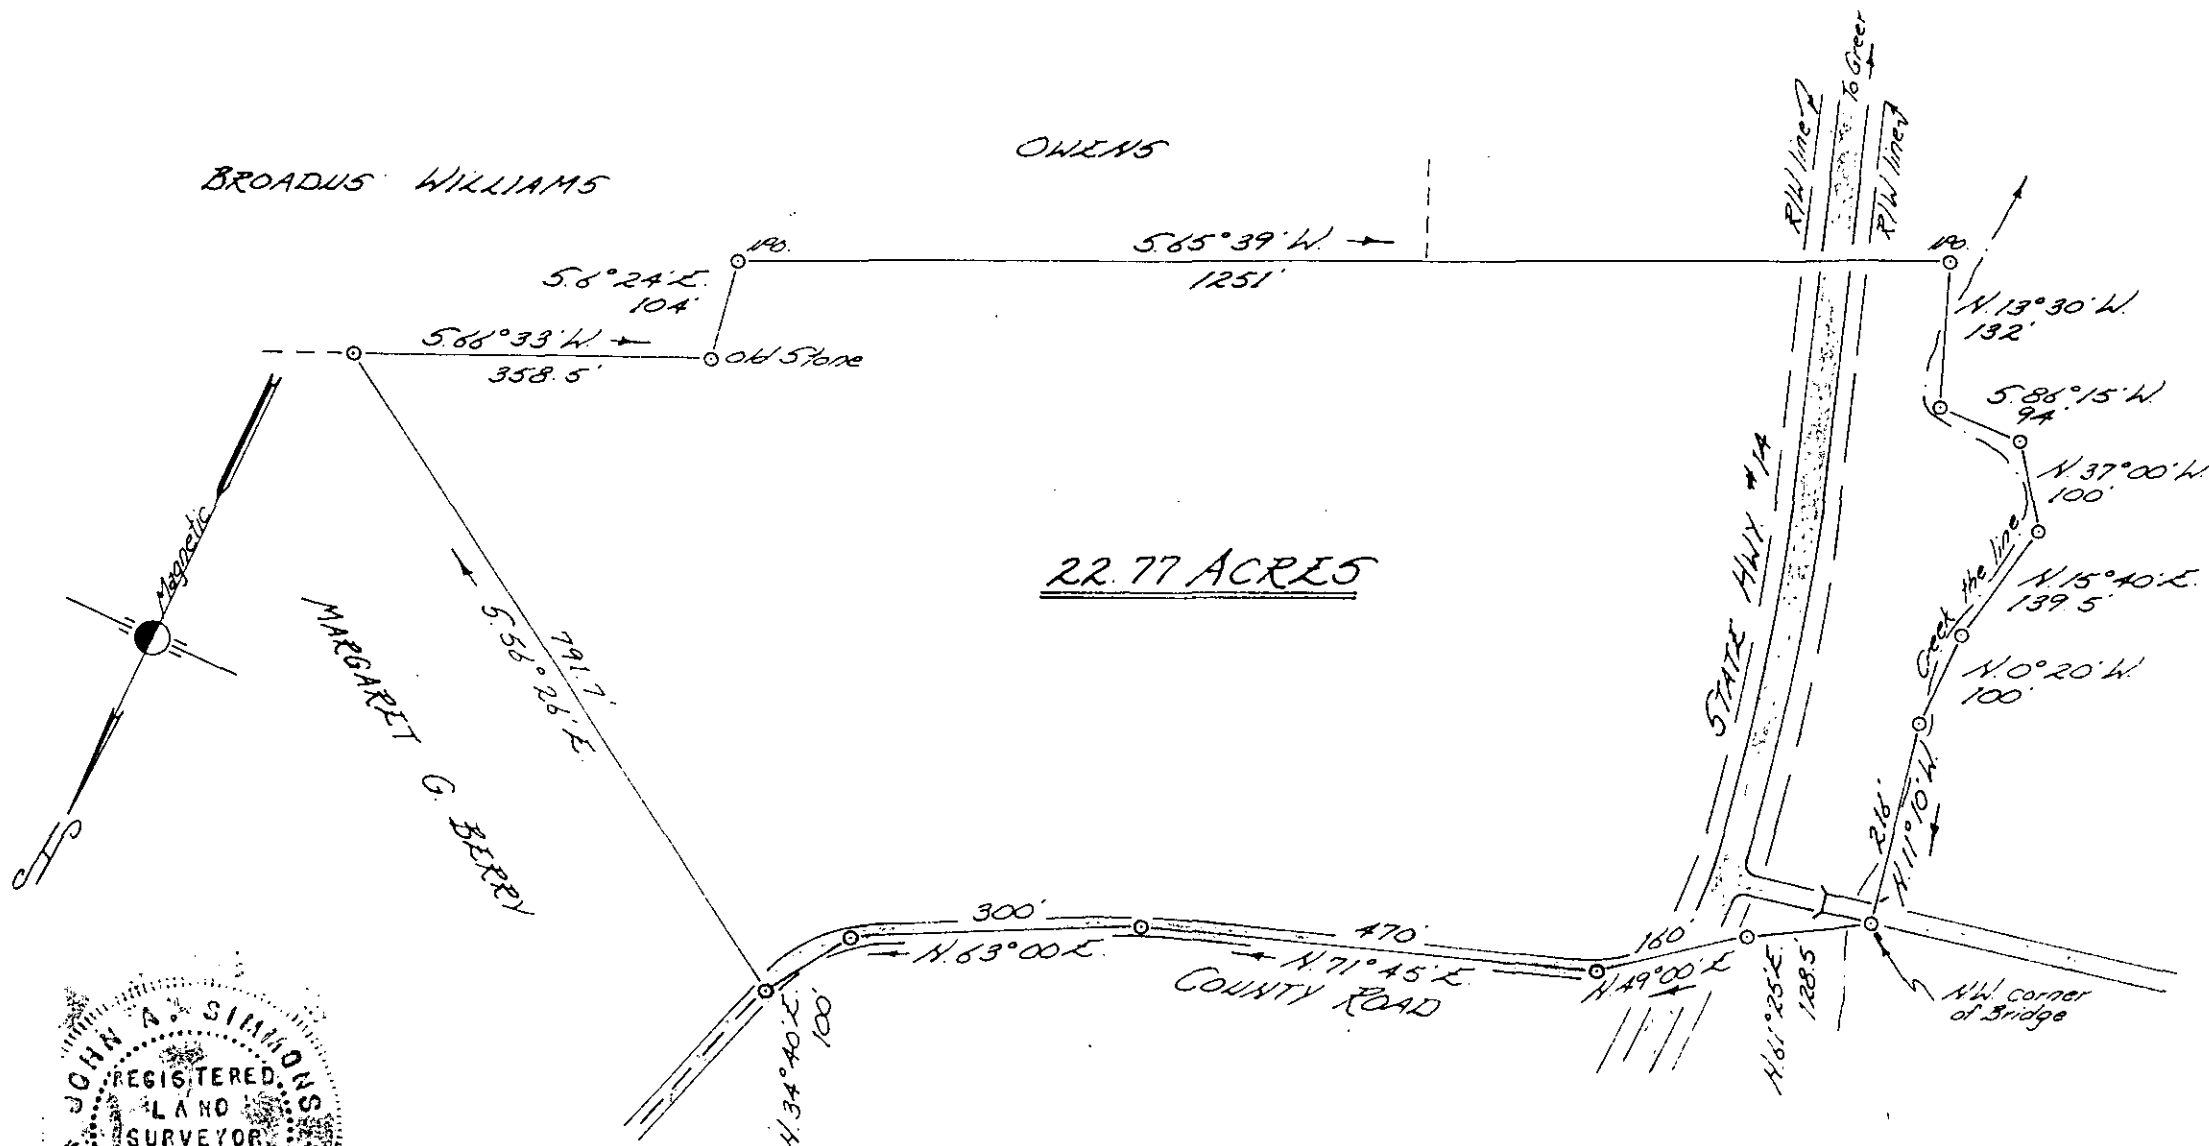 To Greer
R/W line
R/W line
OWENS
BROADUS WILLIAMS
S.65°39'W.
1251'
S.6°24'E.
104'
N.13°30'W.
132'
S.66°33'W.
358.5'
Old Stone
S.86°15'W.
94'
N.37°00'W.
100'
STATE HWY #14
Magnetic
Creek the line
22.77 ACRES
N.15°40'E.
139.5'
791.7'
S.56°26'E.
MARGARET G. BERRY
N.0°20'W.
100'
216'
N.11°10'W.
300'
N.63°00'E.
470'
N.71°45'E.
COUNTY ROAD
160'
N.49°00'E
N.61°25'E.
128.5'
N.W. corner
of Bridge
N.34°40'E.
100'
JOHN A. SIMMONS
REGISTERED
LAND
SURVEYOR